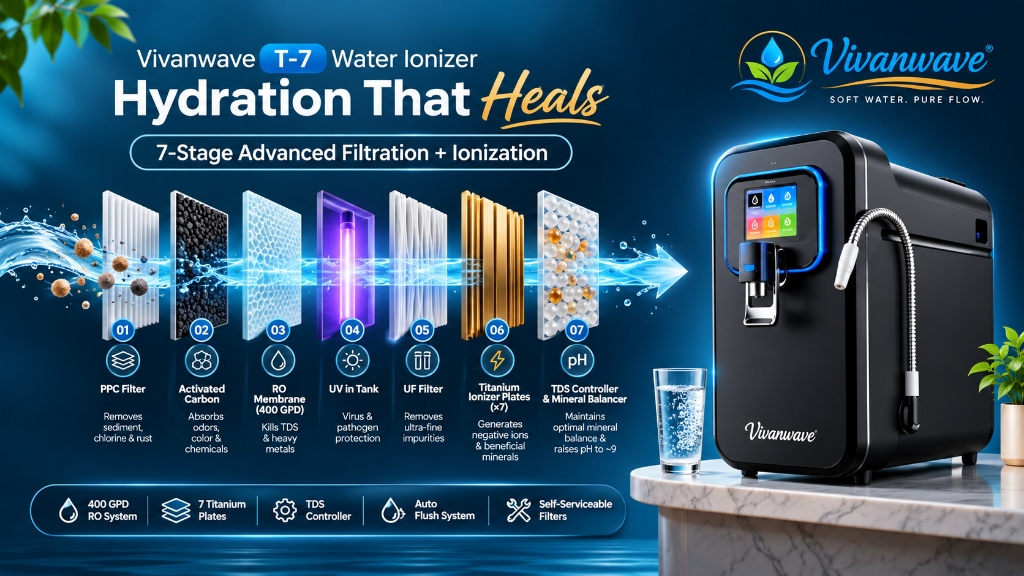 Vivanwave T-7 Water Ionizer
Hydration That Heals
7-Stage Advanced Filtration + Ionization
Vivanwave®
SOFT WATER. PURE FLOW.
01
PPC Filter
Removes
sediment,
chlorine & rust
02
Activated
Carbon
Absorbs
odors,
color &
chemicals
03
RO
Membrane
(400 GPD)
Kills TDS
& heavy
metals
04
UV in Tank
Virus &
pathogen
protection
05
UF Filter
Removes
ultra-fine
impurities
06
Titanium
Ionizer Plates
(×7)
Generates
negative ions
& beneficial
minerals
07
pH
TDS Controller
& Mineral Balancer
Maintains
optimal mineral
balance &
raises pH to ~9
400 GPD
RO System
7 Titanium
Plates
TDS
Controller
Auto
Flush System
Self-Serviceable
Filters
Vivanwave®